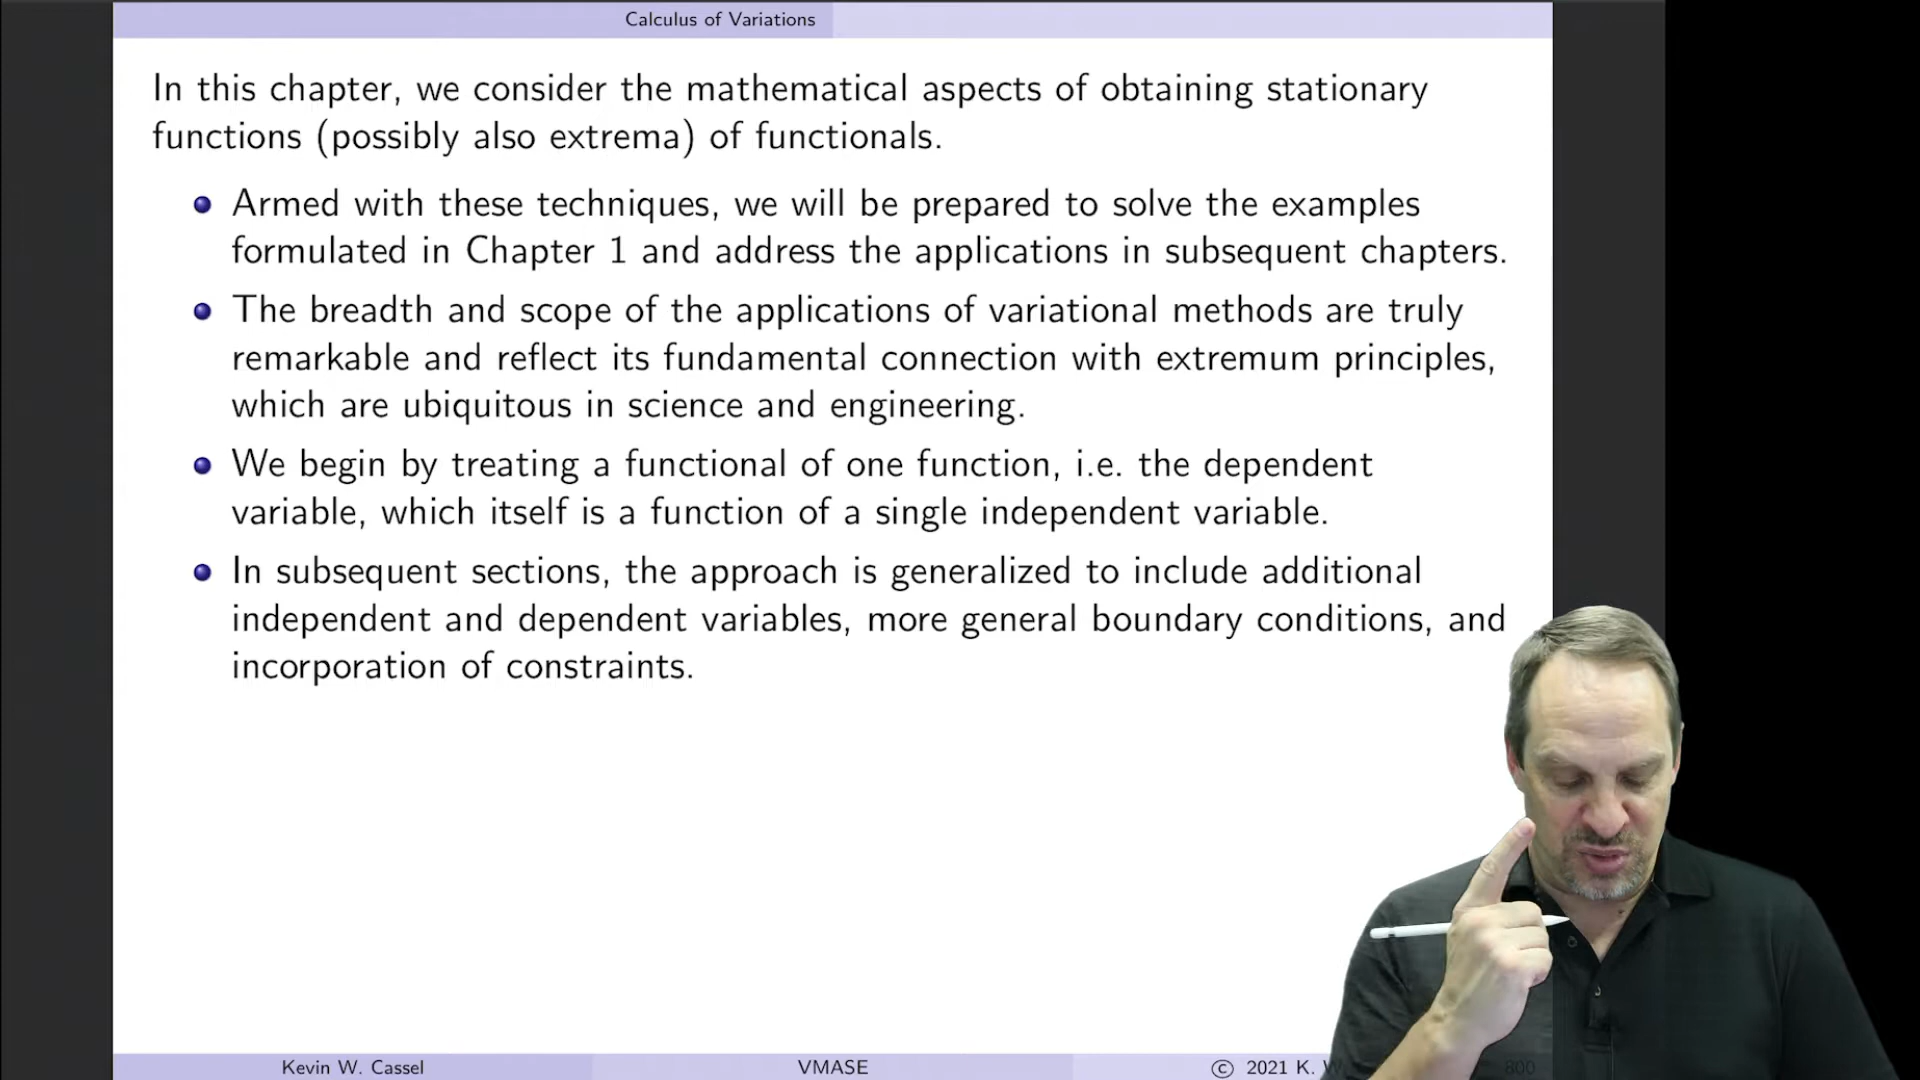 Calculus of Variations
In this chapter, we consider the mathematical aspects of obtaining stationary
functions (possibly also extrema) of functionals.
Armed with these techniques, we will be prepared to solve the examples
formulated in Chapter 1 and address the applications in subsequent chapters.
The breadth and scope of the applications of variational methods are truly
remarkable and reflect its fundamental connection with extremum principles,
which are ubiquitous in science and engineering.
We begin by treating a functional of one function, i.e. the dependent
variable, which itself is a function of a single independent variable.
In subsequent sections, the approach is generalized to include additional
independent and dependent variables, more general boundary conditions, and
incorporation of constraints.
Kevin W. Cassel VMASE © 2021 K. 800